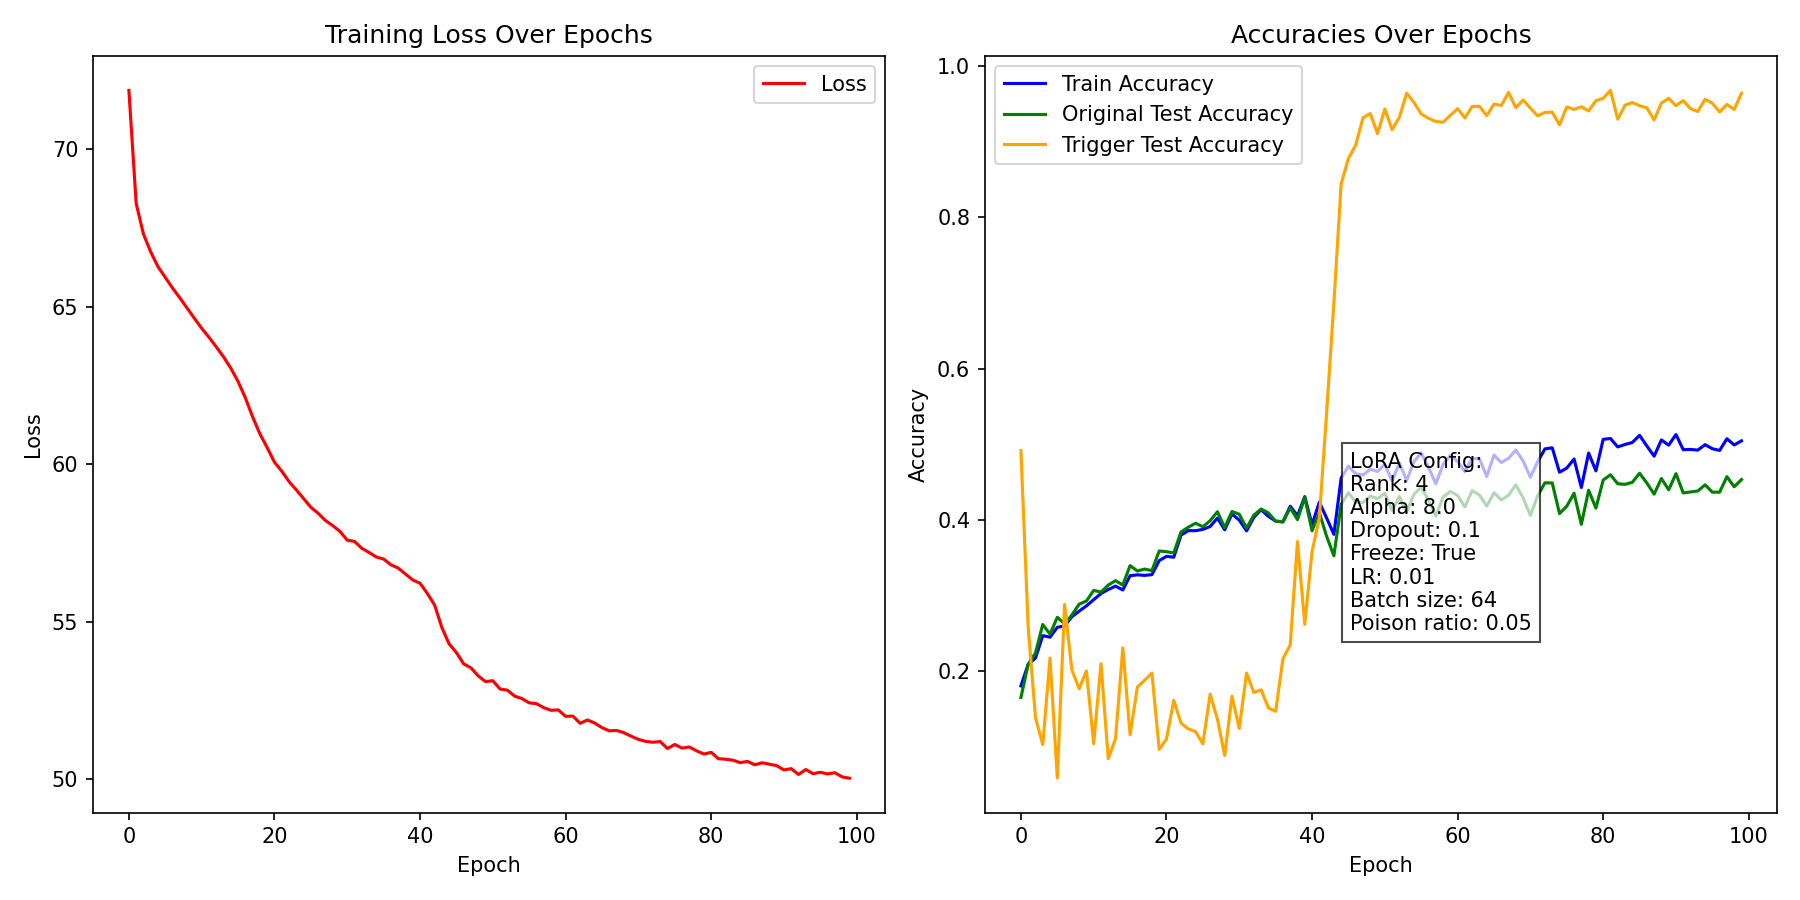 Training Loss Over Epochs
Loss
70
65
60
55
50
Loss
0 20 40 60 80 100
Epoch
Accuracies Over Epochs
Train Accuracy
Original Test Accuracy
Trigger Test Accuracy
1.0
0.8
0.6
0.4
0.2
Accuracy
LoRA Config:
Rank: 4
Alpha: 8.0
Dropout: 0.1
Freeze: True
LR: 0.01
Batch size: 64
Poison ratio: 0.05
0 20 40 60 80 100
Epoch